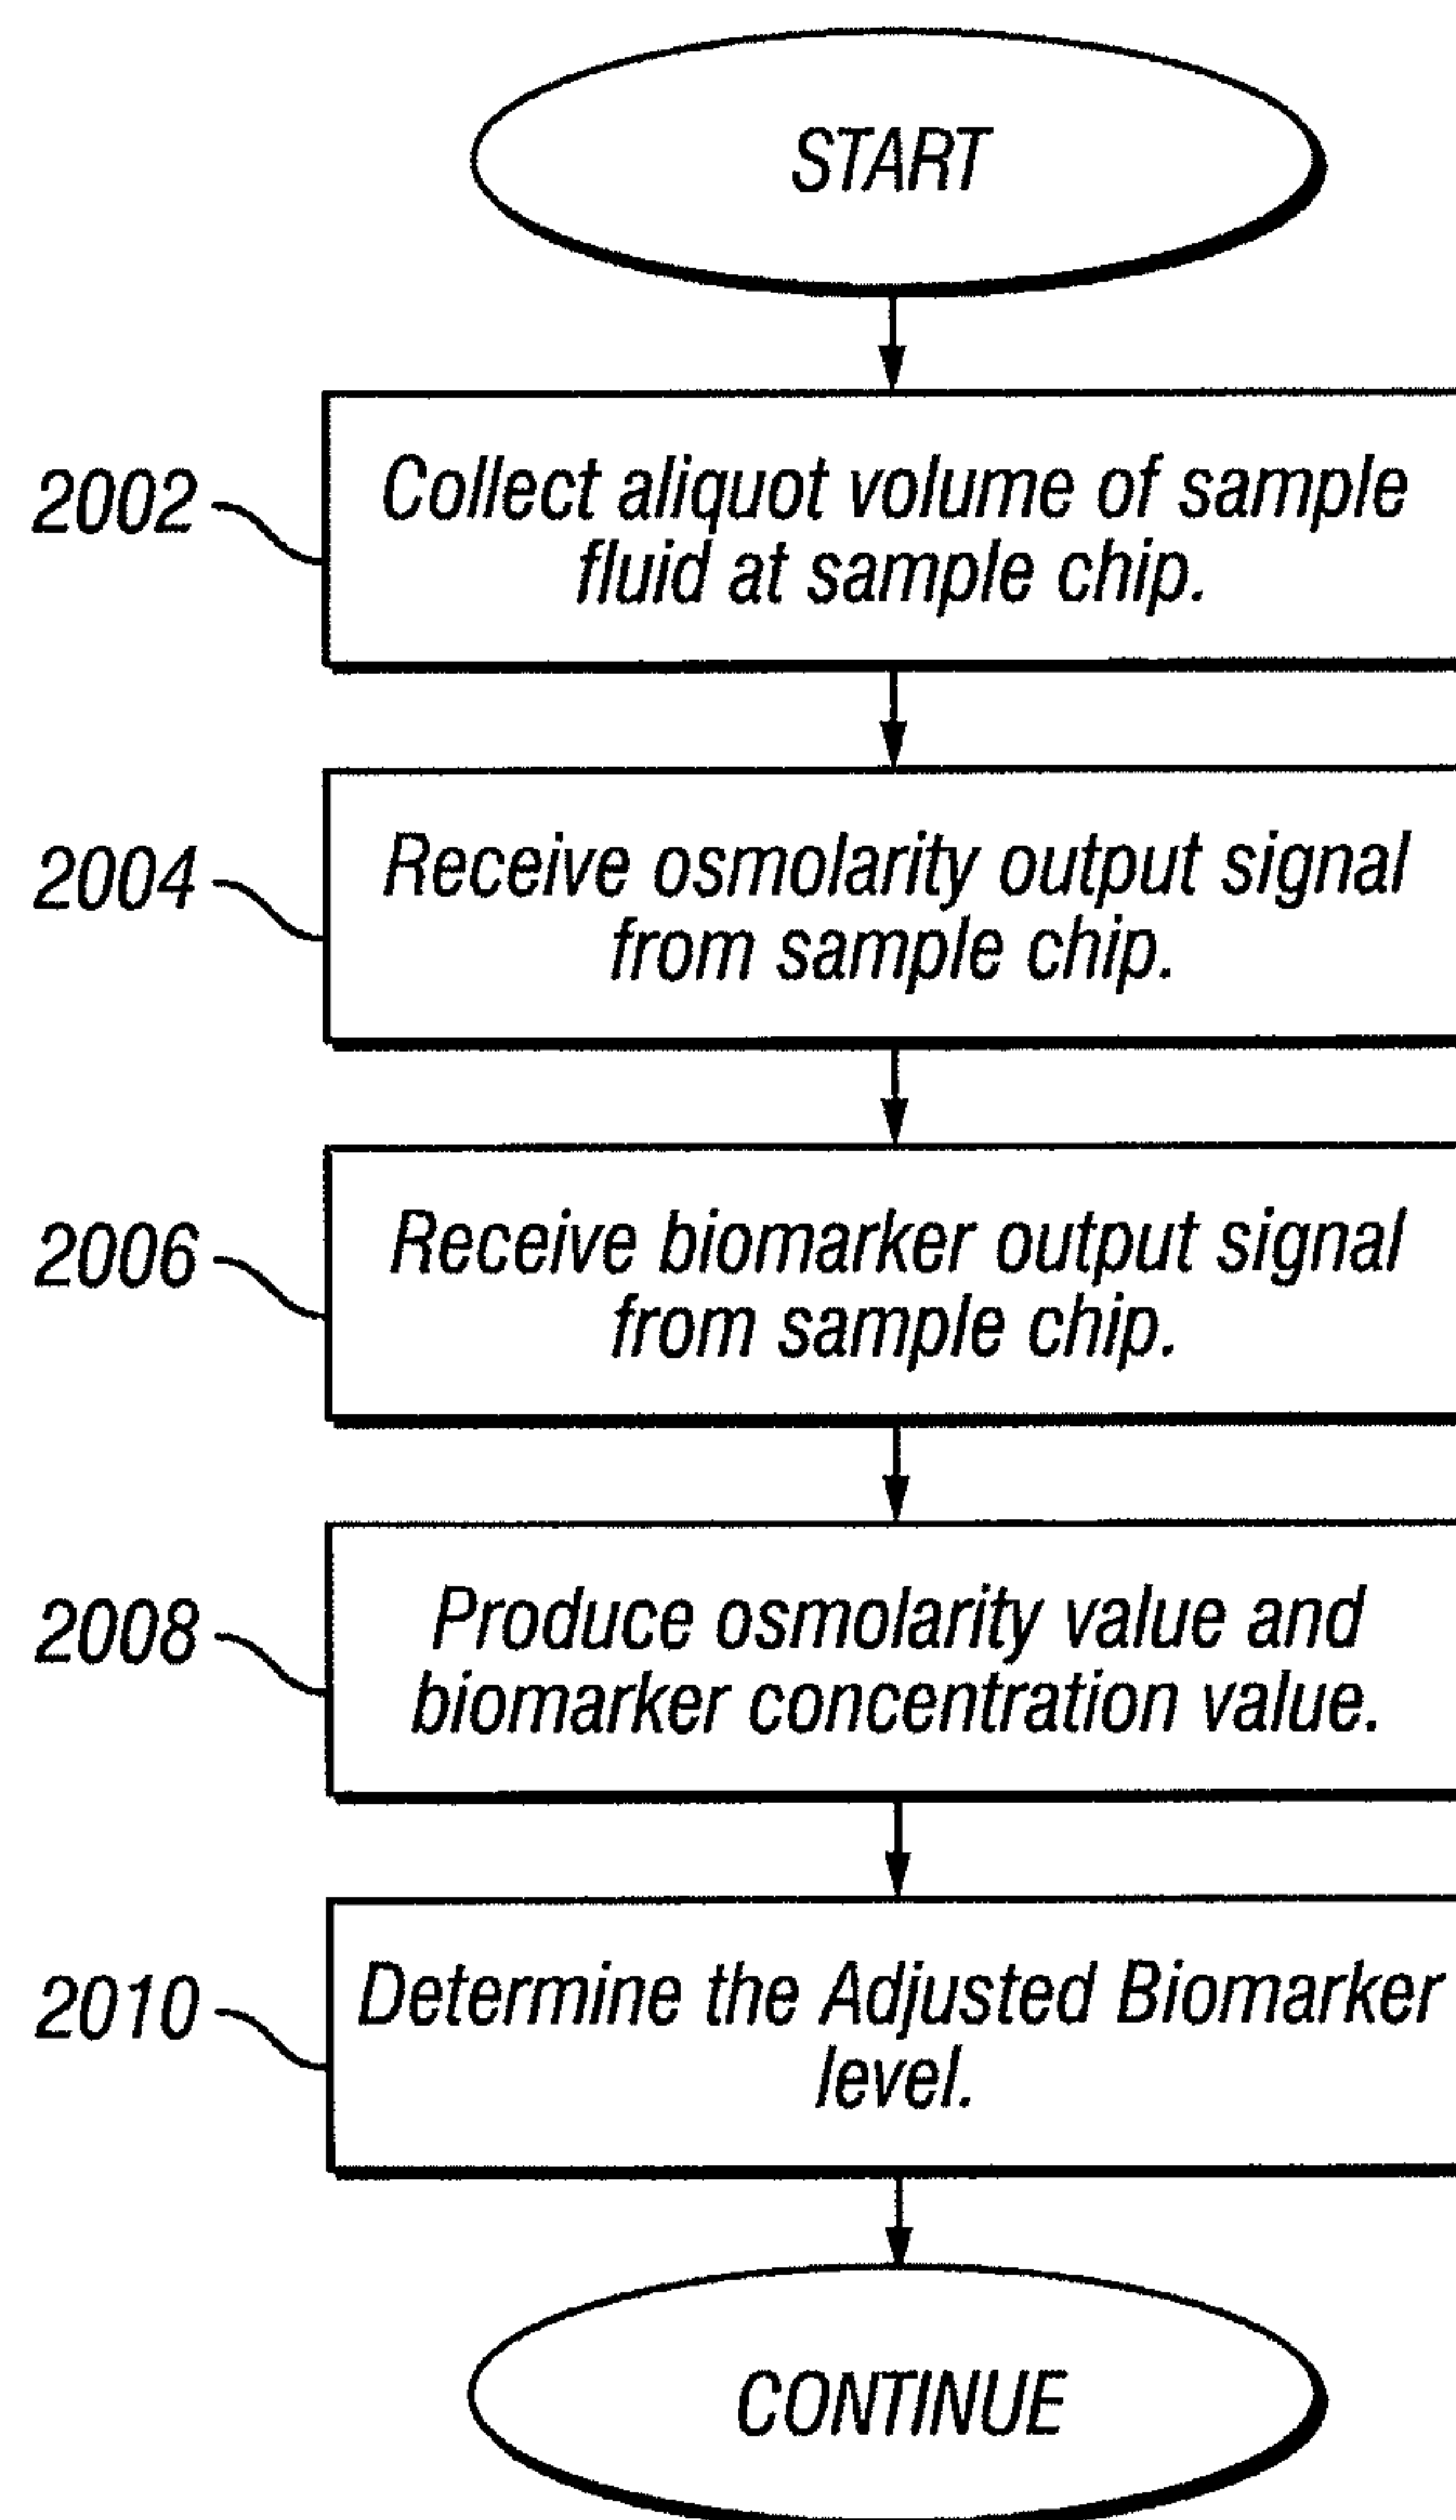 START
2002
Collect aliquot volume of sample
fluid at sample chip.
2004
Receive osmolarity output signal
from sample chip.
2006
Receive biomarker output signal
from sample chip.
2008
Produce osmolarity value and
biomarker concentration value.
2010
Determine the Adjusted Biomarker
level.
CONTINUE